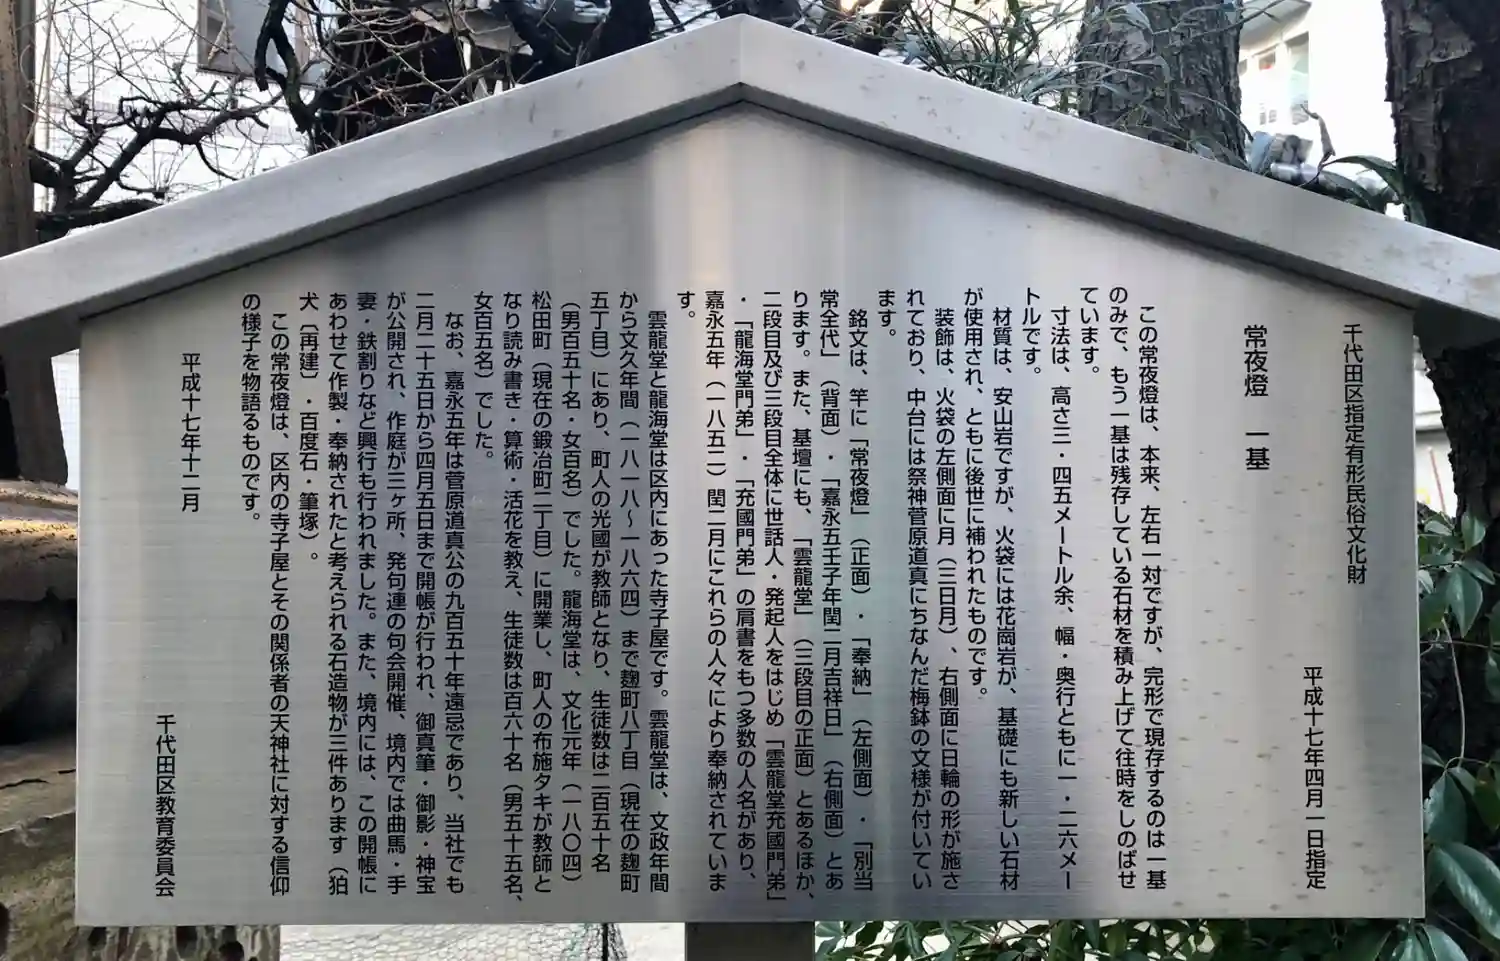 千代田区指定有形民俗文化財
平成十七年四月一日指定
常夜燈　一基
この常夜燈は、本来、左右一対ですが、完形で現存するのは一基
のみで、もう一基は残存している石材を積み上げて往時をしのばせ
ています。
寸法は、高さ三・四五メートル余、幅・奥行ともに一・二六メー
トルです。
材質は、安山岩ですが、火袋には花崗岩が、基礎にも新しい石材
が使用され、ともに後世に補われたものです。
装飾は、火袋の左側面に月（三日月）、右側面に日輪の形が施さ
れており、中台には祭神菅原道真にちなんだ梅鉢の文様が付いてい
ます。
銘文は、竿に「常夜燈」（正面）・「奉納」（左側面）・「別当
常全代」（背面）・「嘉永五壬子年閏二月吉祥日」（右側面）とあ
ります。また、基壇にも、「雲龍堂」（三段目の正面）とあるほか、
二段目及び三段目全体に世話人・発起人をはじめ「雲龍堂充國門弟」
・「龍海堂門弟」・「充國門弟」の肩書をもつ多数の人名があり、
嘉永五年（一八五二）閏二月にこれらの人々により奉納されていま
す。
雲龍堂と龍海堂は区内にあった寺子屋です。雲龍堂は、文政年間
から文久年間（一八一八～一八六四）まで麹町八丁目（現在の麹町
五丁目）にあり、町人の光國が教師となり、生徒数は二百五十名
（男百五十名・女百名）でした。龍海堂は、文化元年（一八〇四）
松田町（現在の鍛冶町二丁目）に開業し、町人の布施タキが教師と
なり読み書き・算術・活花を教え、生徒数は百六十名（男五十五名、
女百五名）でした。
なお、嘉永五年は菅原道真公の九百五十年遠忌であり、当社でも
二月二十五日から四月五日まで開帳が行われ、御真筆・御影・神宝
が公開され、作庭が三ヶ所、発句連の句会開催、境内では曲馬・手
妻・鉄割りなど興行も行われました。また、境内には、この開帳に
あわせて作製・奉納されたと考えられる石造物が三件あります（狛
犬〔再建〕・百度石・筆塚）。
この常夜燈は、区内の寺子屋とその関係者の天神社に対する信仰
の様子を物語るものです。
平成十七年十二月
千代田区教育委員会